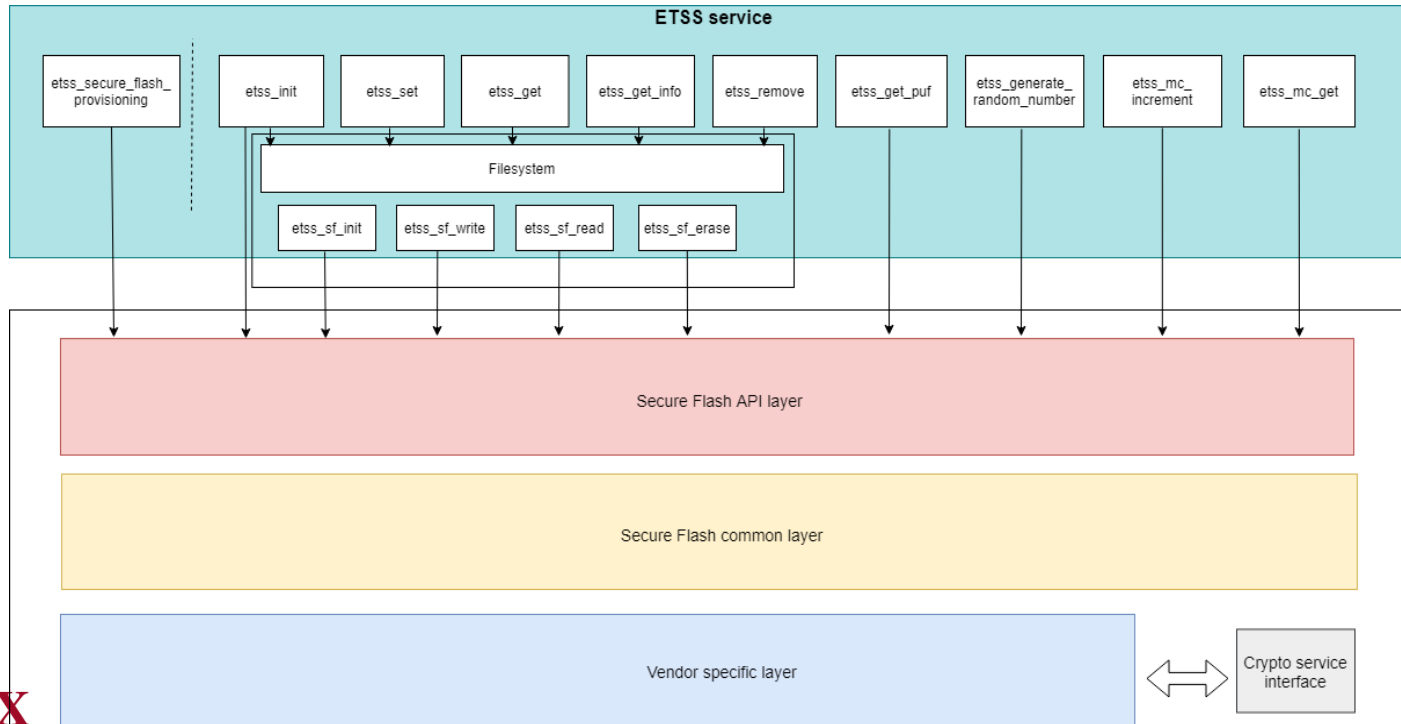 ETSS service
etss_secure_flash_
provisioning
etss_init
etss_set
etss_get
etss_get_info
etss_remove
etss_get_puf
etss_generate_
random_number
etss_mc_
increment
etss_mc_get
Filesystem
etss_sf_init
etss_sf_write
etss_sf_read
etss_sf_erase
Secure Flash API layer
Secure Flash common layer
Vendor specific layer
Crypto service
interface
X